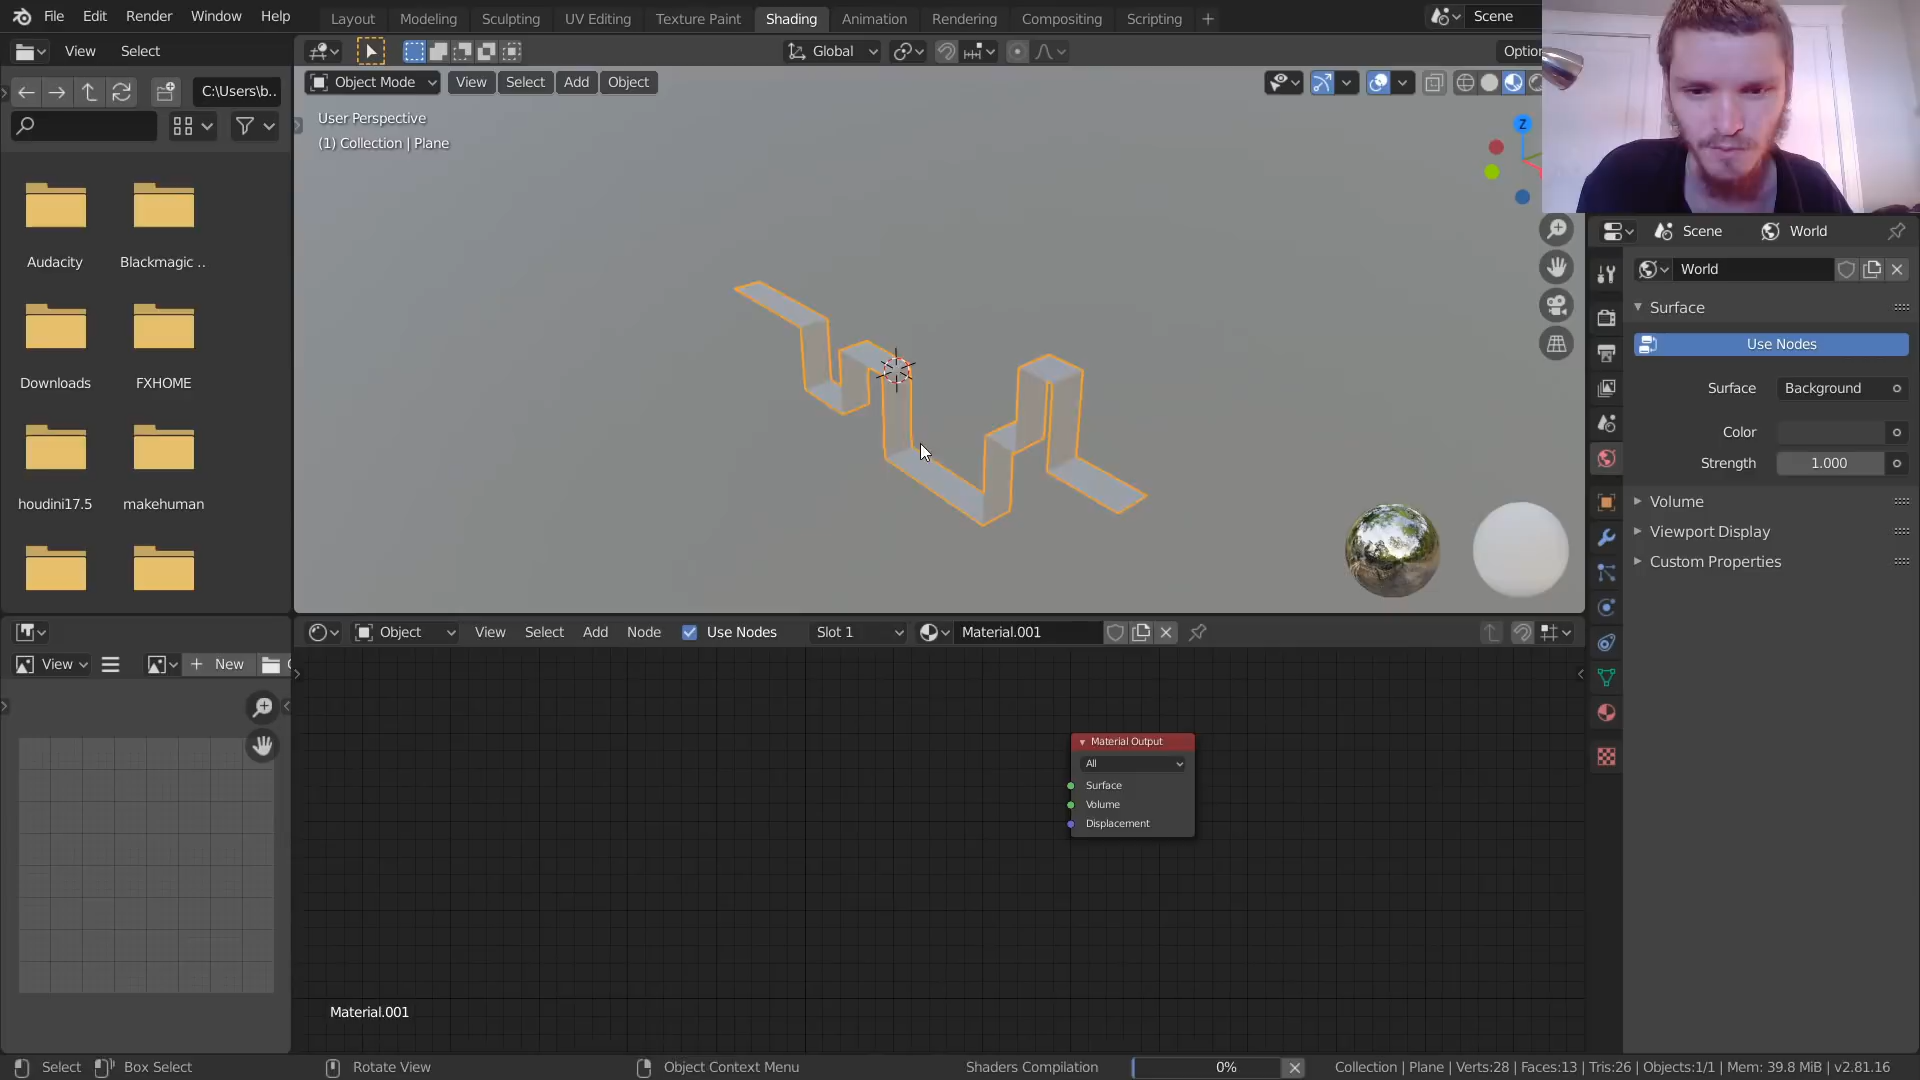 File Edit Render Window Help
Layout Modeling Sculpting UV Editing Texture Paint Shading Animation Rendering Compositing Scripting +
Scene
View Select
Global
Object Mode View Select Add Object
C:\Users\b..
User Perspective
(1) Collection | Plane
Z
Audacity Blackmagic ..
Downloads FXHOME
houdini17.5 makehuman
Scene World
World
Surface
Use Nodes
Surface Background
Color
Strength 1.000
Volume
Viewport Display
Custom Properties
Object View Select Add Node Use Nodes Slot 1 Material.001
View + New
Material Output
All
Surface
Volume
Displacement
Material.001
Select Box Select Rotate View Object Context Menu Shaders Compilation 0% Collection | Plane | Verts:28 | Faces:13 | Tris:26 | Objects:1/1 | Mem: 39.8 MiB | v2.81.16